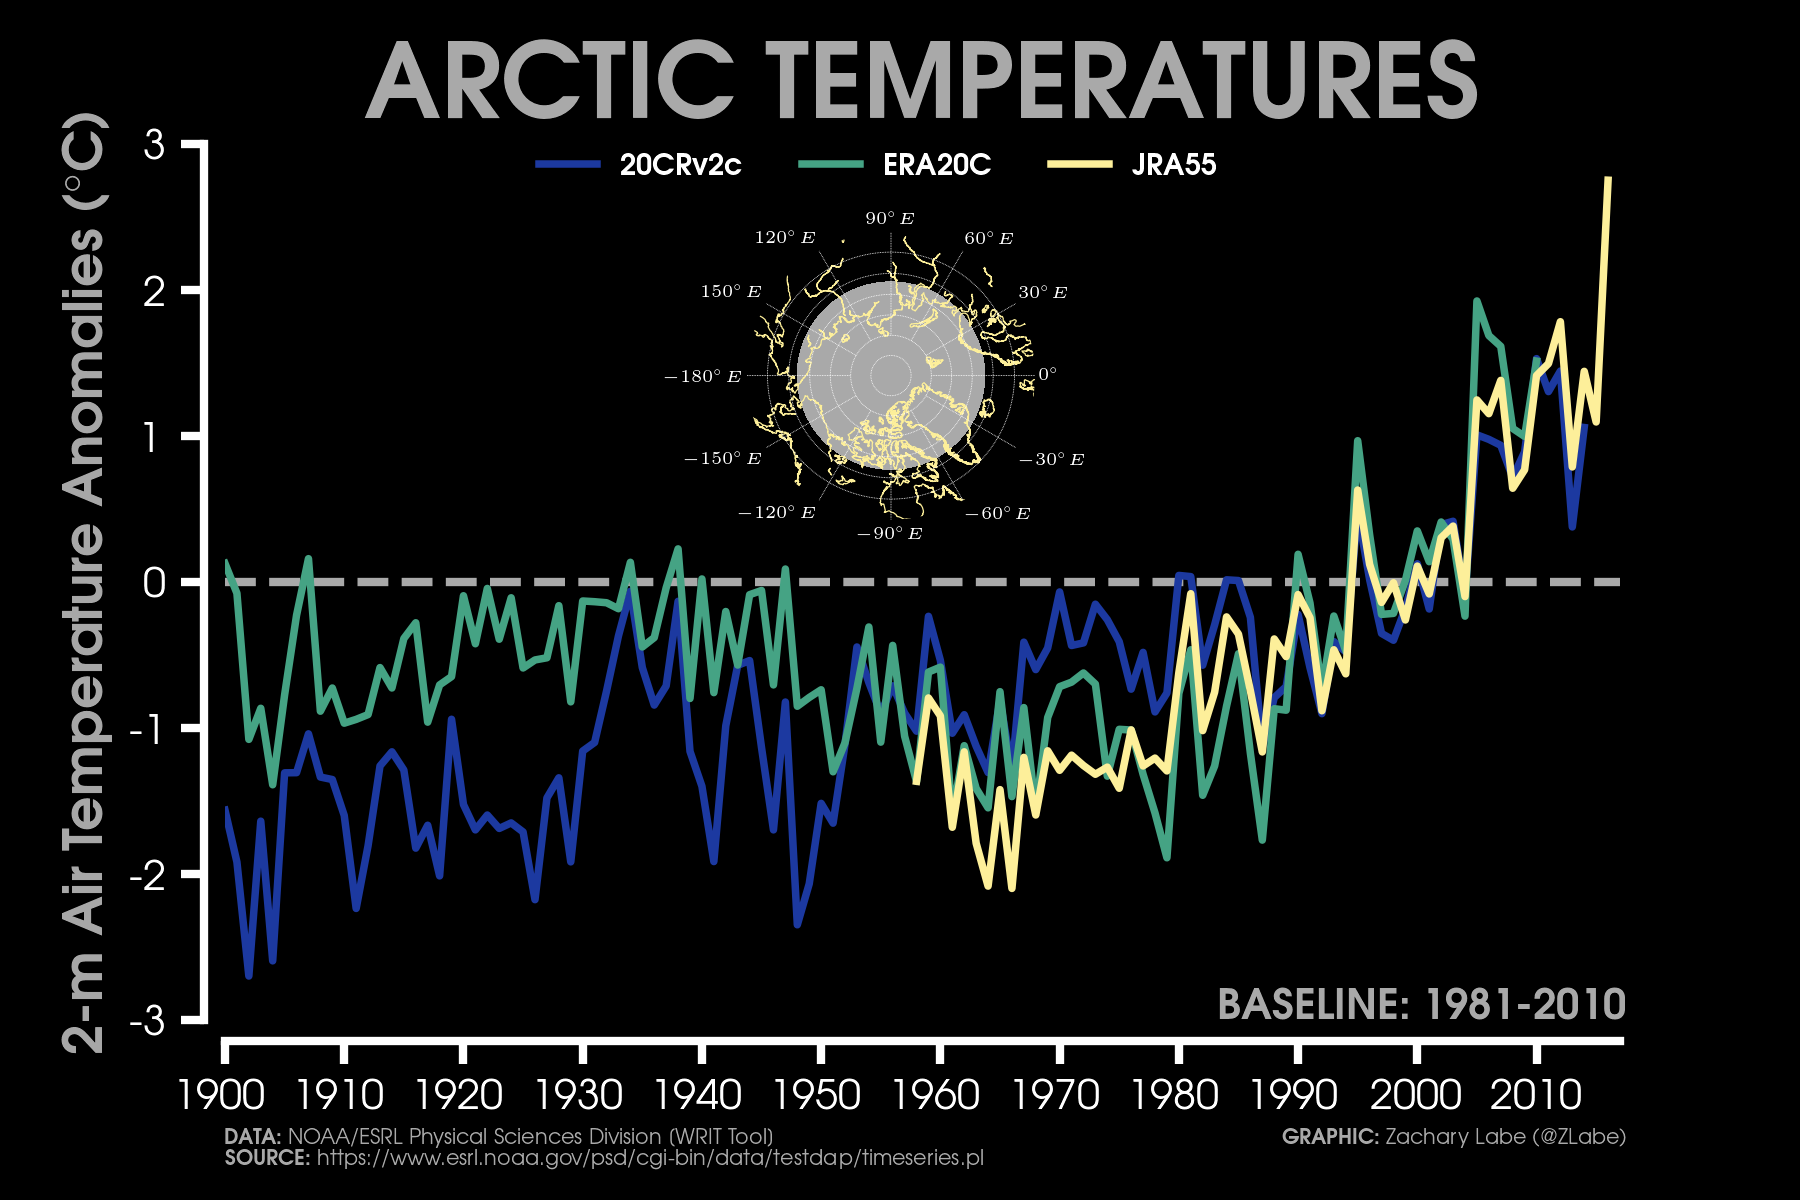 ARCTIC TEMPERATURES
2-m Air Temperature Anomalies (°C)
20CRv2c ERA20C JRA55
3
2
1
0
-1
-2
-3
90° E
120° E 60° E
150° E 30° E
−180° E 0°
−150° E −30° E
−120° E −60° E
−90° E
BASELINE: 1981-2010
1900 1910 1920 1930 1940 1950 1960 1970 1980 1990 2000 2010
DATA: NOAA/ESRL Physical Sciences Division (WRIT Tool) GRAPHIC: Zachary Labe (@ZLabe)
SOURCE: https://www.esrl.noaa.gov/psd/cgi-bin/data/testdap/timeseries.pl